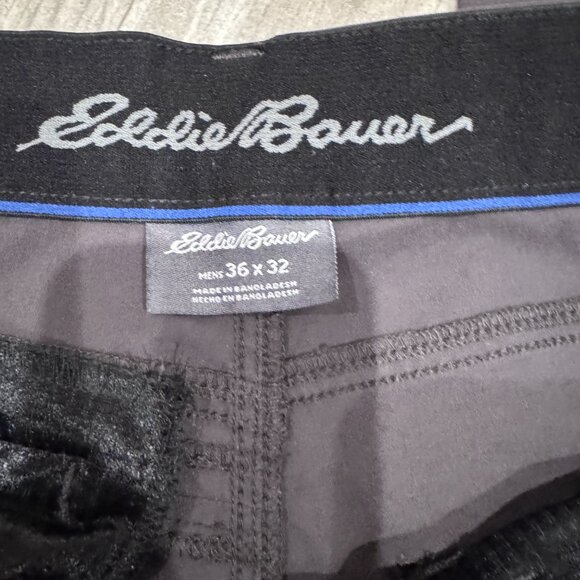 Eddie Bauer
Eddie Bauer
MENS 36 X 32
MADE IN BANGLADESH
HECHO EN BANGLADESH